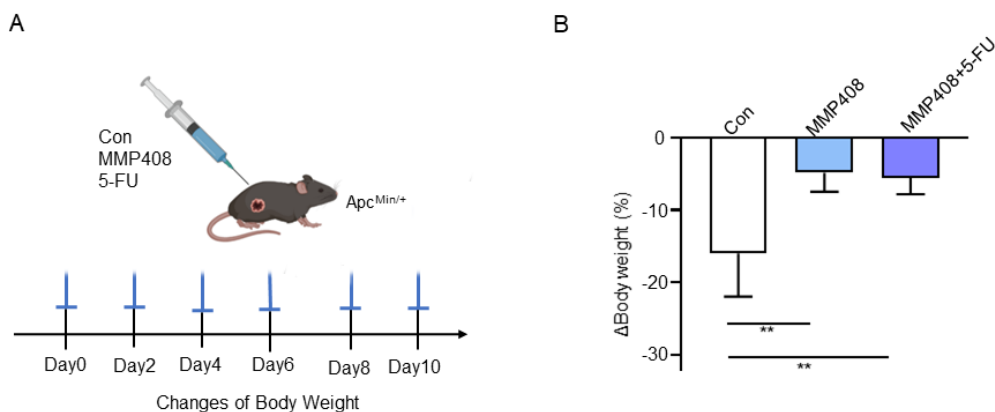 A
Con
MMP408
5-FU
Apc^Min/+
Day0
Day2
Day4
Day6
Day8
Day10
Changes of Body Weight
B
Con
MMP408
MMP408+5-FU
0
-10
-20
-30
ΔBody weight (%)
**
**